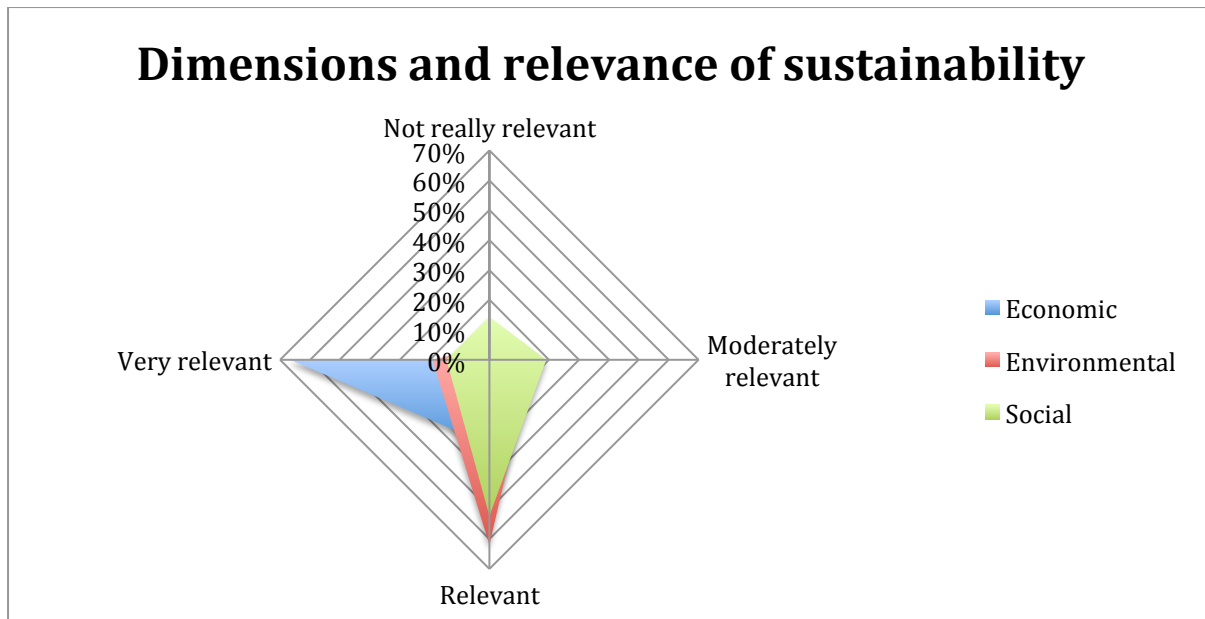 Dimensions and relevance of sustainability
Not really relevant
70%
60%
50%
40%
30%
20%
10%
0%
Very relevant
Moderately
relevant
Relevant
Economic
Environmental
Social